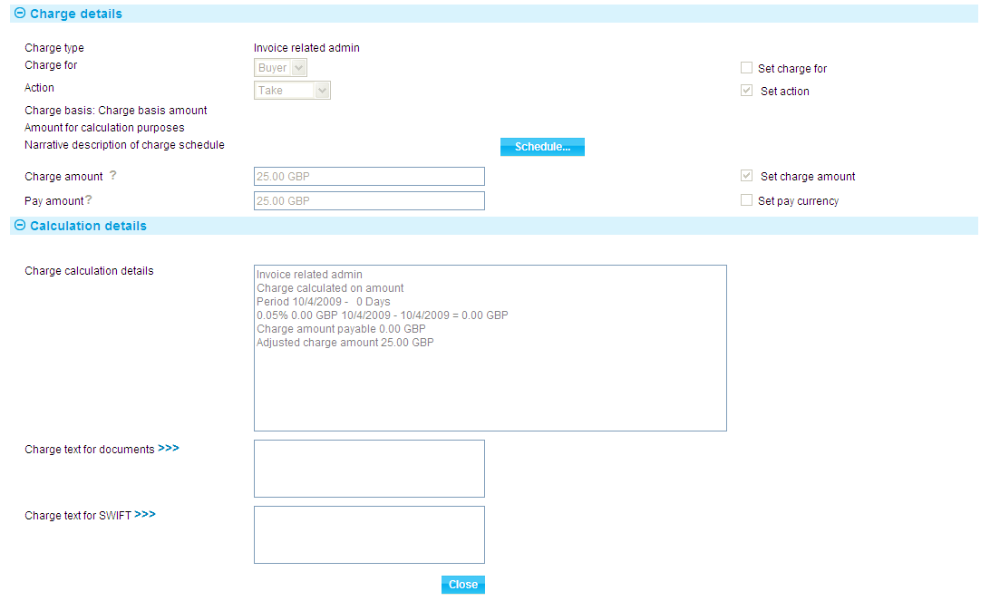 Charge details
Charge type Invoice related admin
Charge for Buyer Set charge for
Action Take Set action
Charge basis: Charge basis amount
Amount for calculation purposes
Narrative description of charge schedule Schedule...
Charge amount ? 25.00 GBP Set charge amount
Pay amount? 25.00 GBP Set pay currency
Calculation details
Charge calculation details
Invoice related admin
Charge calculated on amount
Period 10/4/2009 - 0 Days
0.05% 0.00 GBP 10/4/2009 - 10/4/2009 = 0.00 GBP
Charge amount payable 0.00 GBP
Adjusted charge amount 25.00 GBP
Charge text for documents >>>
Charge text for SWIFT >>>
Close